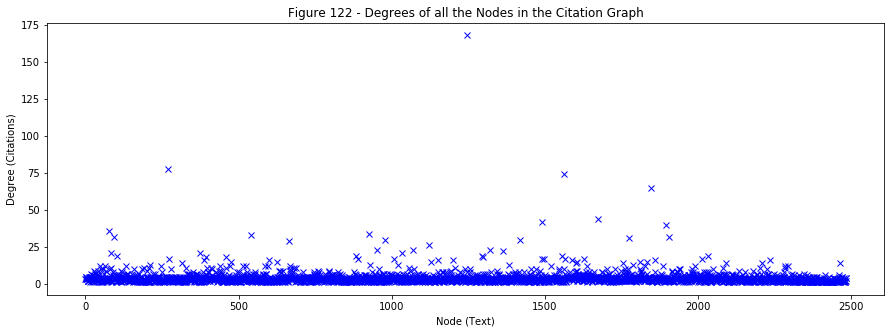 Figure 122 - Degrees of all the Nodes in the Citation Graph
175
150
125
100
75
50
25
0
Degree (Citations)
0 500 1000 1500 2000 2500
Node (Text)